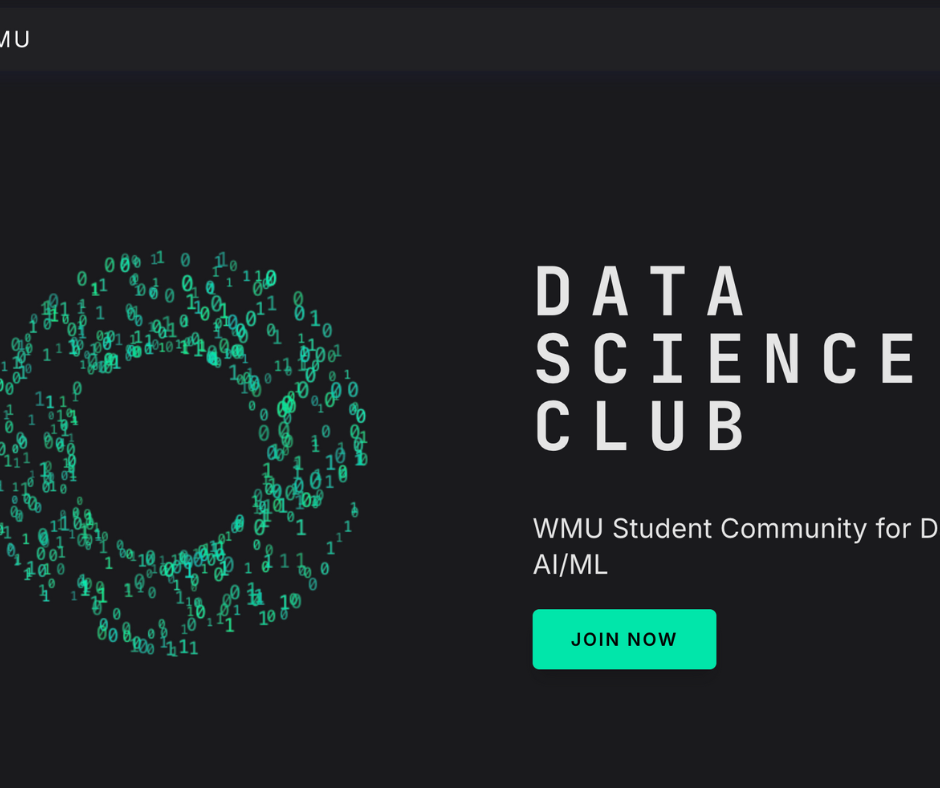 MU
DATA
SCIENCE
CLUB
WMU Student Community for D
AI/ML
JOIN NOW